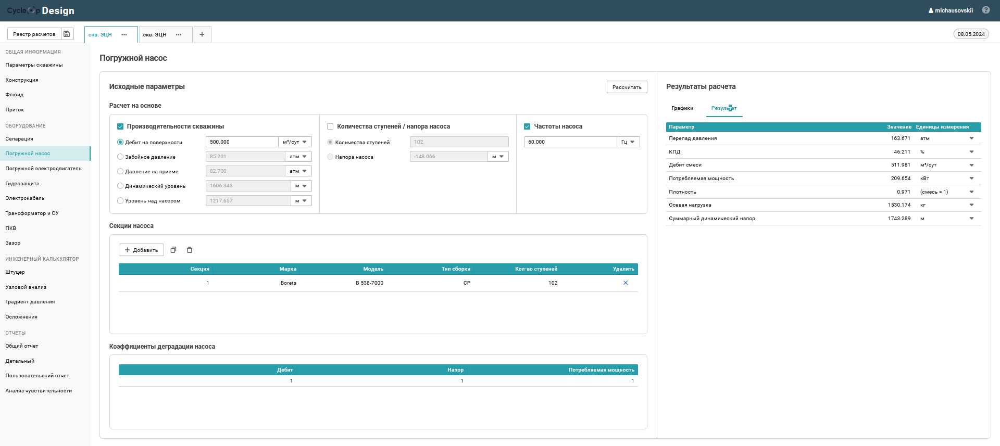 CycleOp Design
mlchausovskii
Реестр расчетов
скв. ЭЦН
скв. ЭЦН
08.05.2024
ОБЩАЯ ИНФОРМАЦИЯ
Параметры скважины
Конструкция
Флюид
Приток
ОБОРУДОВАНИЕ
Сепарация
Погружной насос
Погружной электродвигатель
Гидрозащита
Электрокабель
Трансформатор и СУ
ПКВ
Зазор
ИНЖЕНЕРНЫЙ КАЛЬКУЛЯТОР
Штуцер
Узловой анализ
Градиент давления
Осложнения
ОТЧЕТЫ
Общий отчет
Детальный
Пользовательский отчет
Анализ чувствительности
Погружной насос
Исходные параметры
Рассчитать
Расчет на основе
Производительности скважины
Дебит на поверхности 500.000 м³/сут
Забойное давление 85.201 атм
Давление на приеме 82.700 атм
Динамический уровень 1606.343 м
Уровень над насосом 1217.657 м
Количества ступеней / напора насоса
Количества ступеней 102
Напора насоса -148.066 м
Частоты насоса
60.000 Гц
Секции насоса
+ Добавить
Секция Марка Модель Тип сборки Кол-во ступеней Удалить
1 Borets B 538-7000 СР 102
Коэффициенты деградации насоса
Дебит Напор Потребляемая мощность
1 1 1
Результаты расчета
Графики Результат
Параметр Значение Единицы измерения
Перепад давления 163.671 атм
КПД 46.211 %
Дебит смеси 511.981 м³/сут
Потребляемая мощность 209.654 кВт
Плотность 0.971 (смесь = 1)
Осевая нагрузка 1530.174 кг
Суммарный динамический напор 1743.289 м